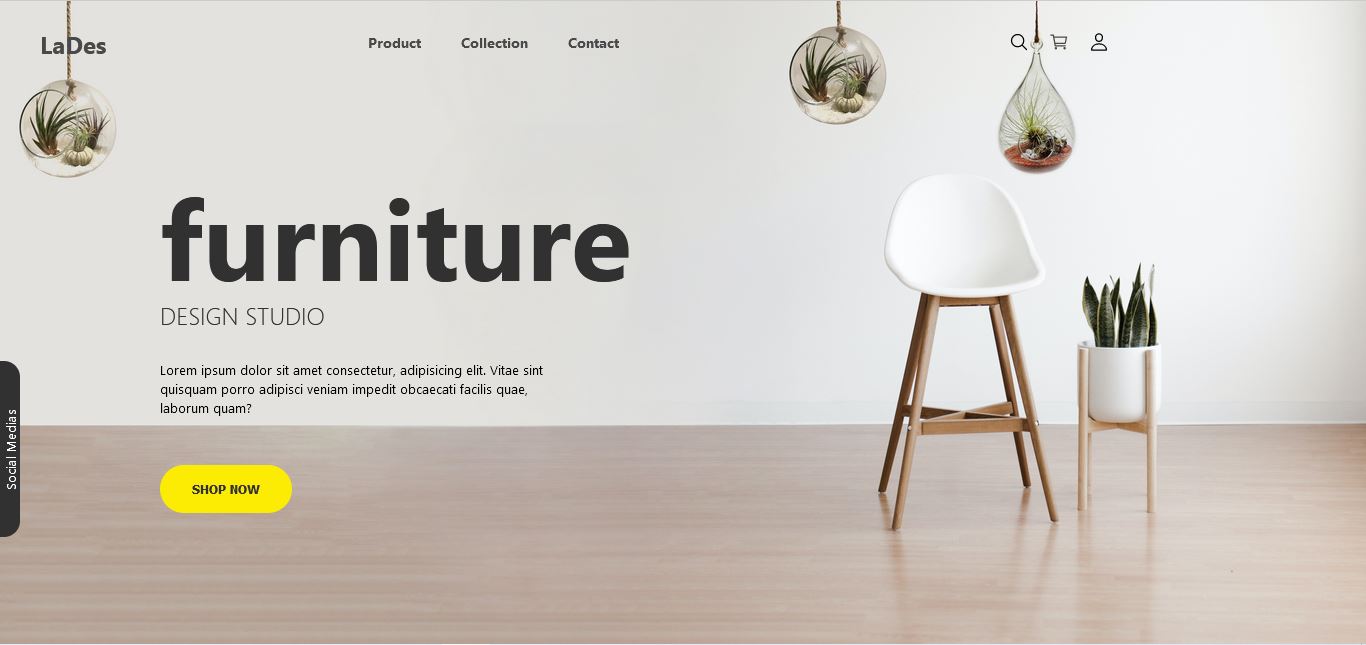 LaDes
Product
Collection
Contact
furniture
DESIGN STUDIO
Lorem ipsum dolor sit amet consectetur, adipisicing elit. Vitae sint
quisquam porro adipisci veniam impedit obcaecati facilis quae,
laborum quam?
Social Medias
SHOP NOW